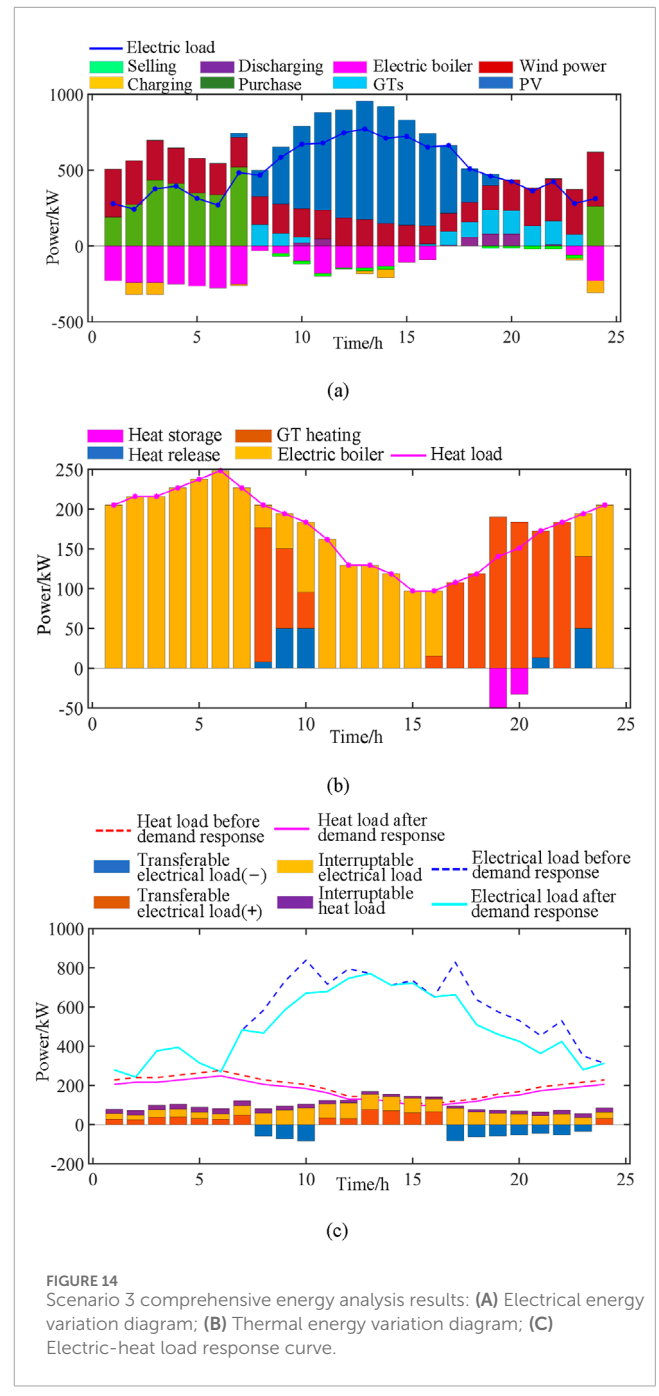 Electric load
Selling Discharging Electric boiler Wind power
Charging Purchase GTs PV
1000
500
0
-500
Power/kW
0 5 10 15 20 25
Time/h
(a)
Heat storage GT heating
Heat release Electric boiler Heat load
250
200
150
100
50
0
-50
Power/kW
0 5 10 15 20 25
Time/h
(b)
Heat load before demand response Heat load after demand response
Transferable electrical load(−) Interruptable electrical load Electrical load before demand response
Transferable electrical load(+) Interruptable heat load Electrical load after demand response
1000
800
600
400
200
0
-200
Power/kW
0 5 10 15 20 25
Time/h
(c)
FIGURE 14
Scenario 3 comprehensive energy analysis results: (A) Electrical energy
variation diagram; (B) Thermal energy variation diagram; (C)
Electric-heat load response curve.